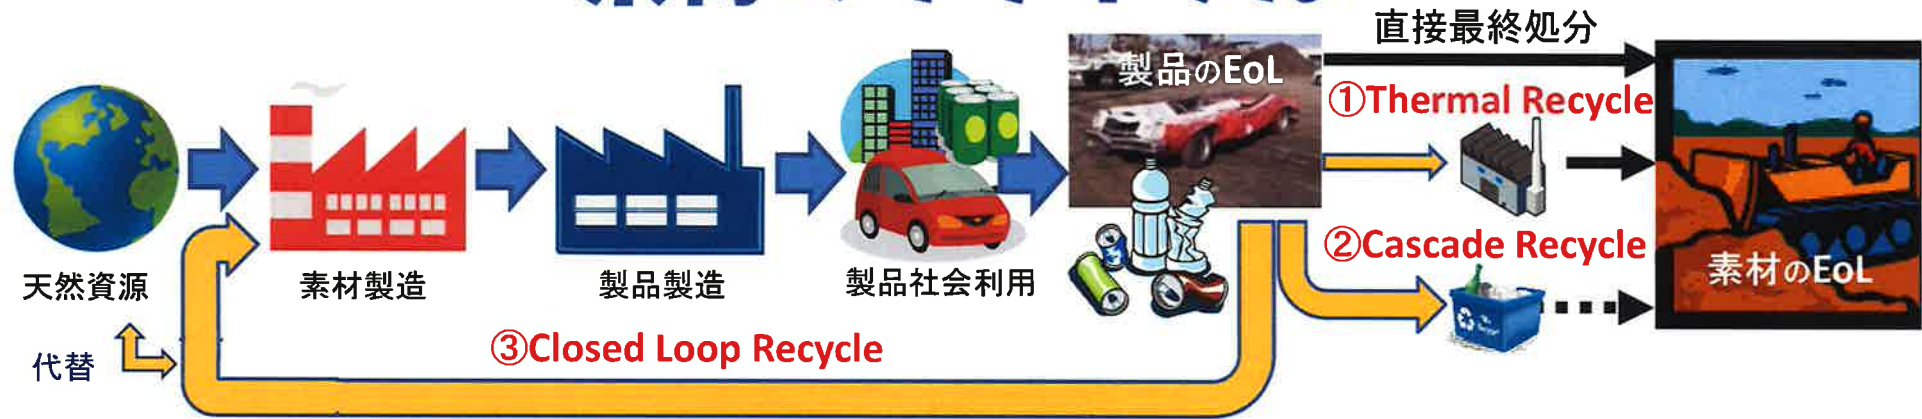 直接最終処分
製品のEoL
①Thermal Recycle
②Cascade Recycle
素材のEoL
天然資源
素材製造
製品製造
製品社会利用
代替
③Closed Loop Recycle